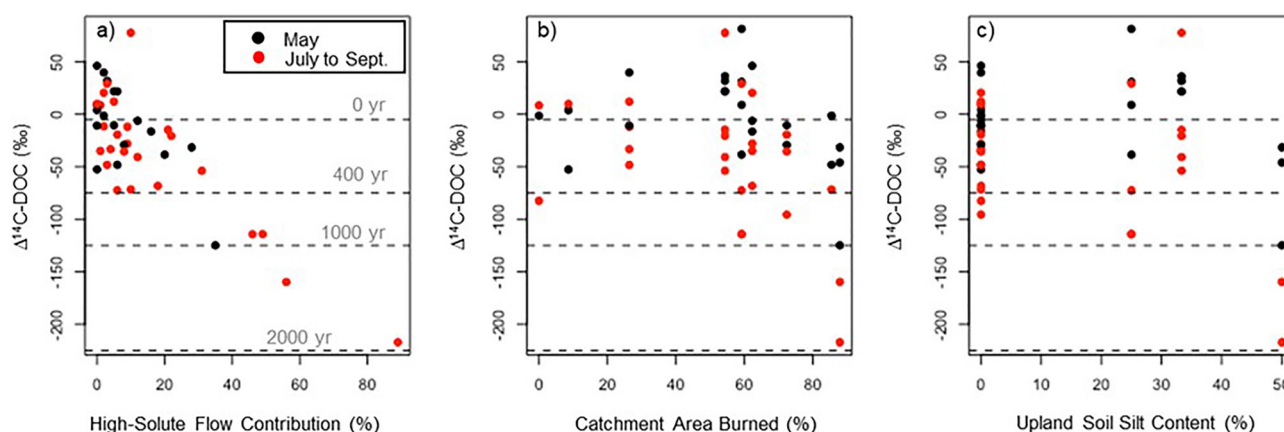 a)
May
July to Sept.
50
0
50
-100
-150
-200
Δ14C-DOC (‰)
0 yr
400 yr
1000 yr
2000 yr
0 20 40 60 80
High-Solute Flow Contribution (%)
b)
50
0
50
-100
-150
-200
Δ14C-DOC (‰)
0 20 40 60 80
Catchment Area Burned (%)
c)
50
0
50
-100
-150
-200
Δ14C-DOC (‰)
0 10 20 30 40 50
Upland Soil Silt Content (%)